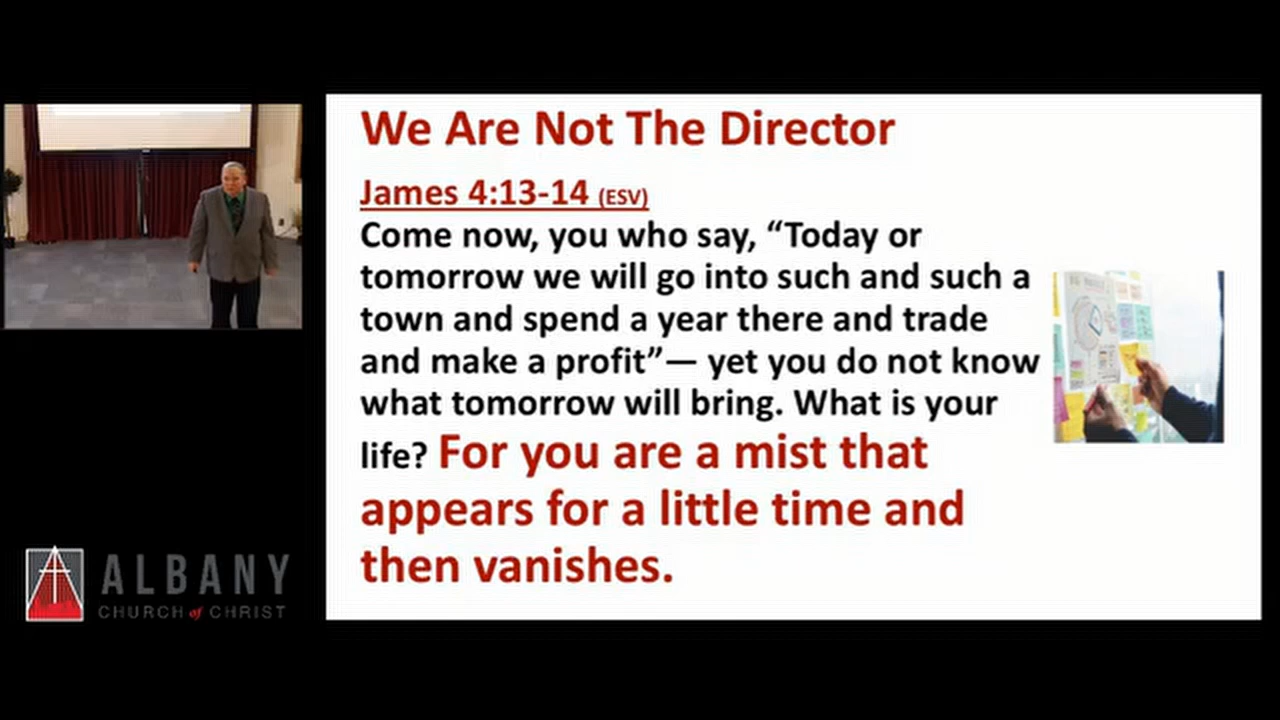 We Are Not The Director
James 4:13-14 (ESV)
Come now, you who say, “Today or
tomorrow we will go into such and such a
town and spend a year there and trade
and make a profit”— yet you do not know
what tomorrow will bring. What is your
life? For you are a mist that
appears for a little time and
then vanishes.
ALBANY
CHURCH of CHRIST